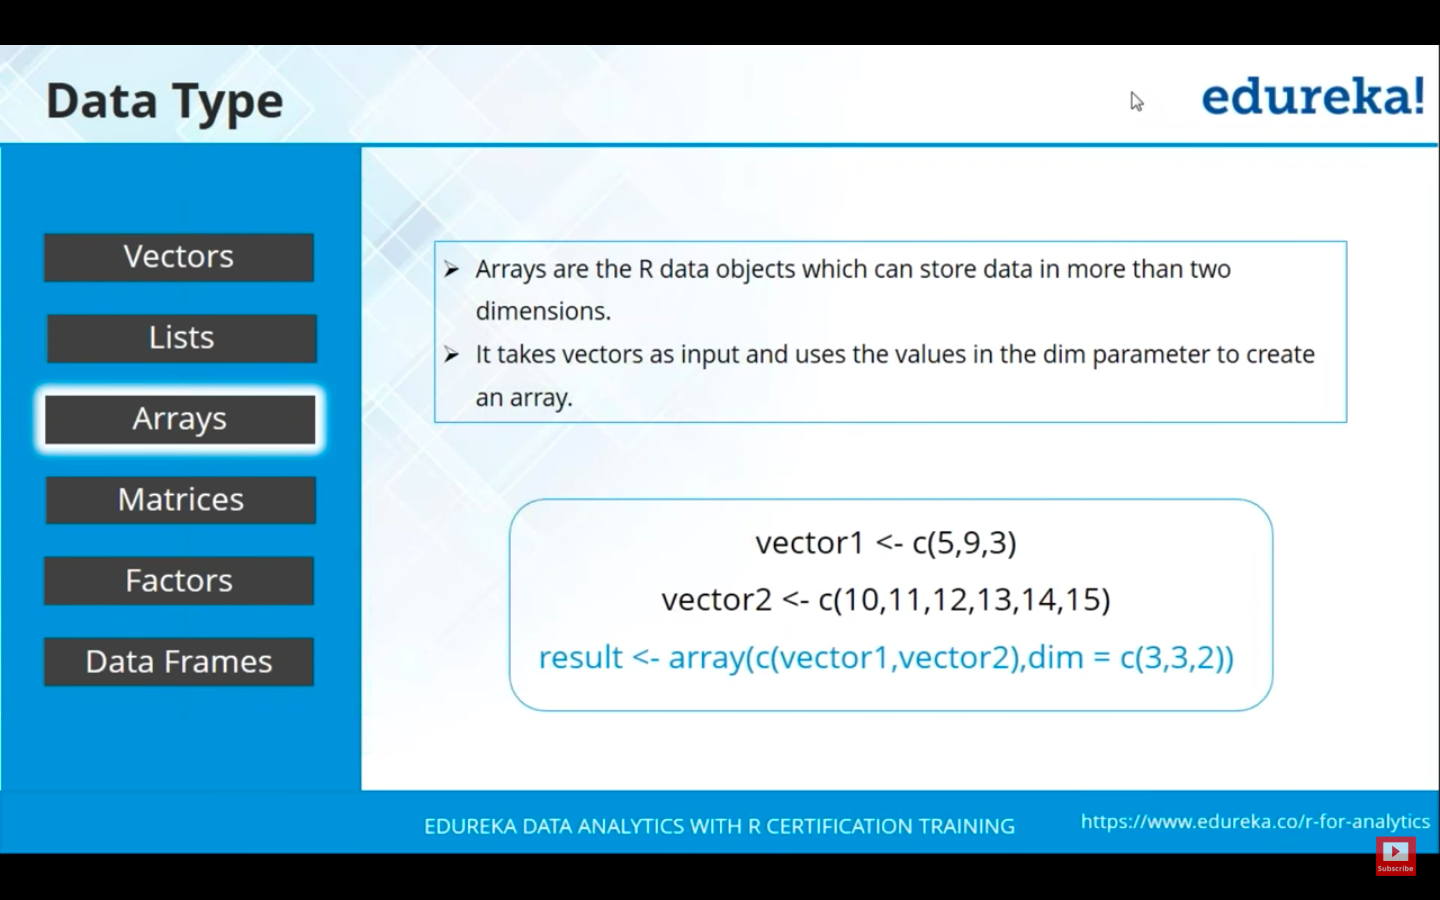 Data Type
edureka!
Vectors
Lists
Arrays
Matrices
Factors
Data Frames
➢ Arrays are the R data objects which can store data in more than two
dimensions.
➢ It takes vectors as input and uses the values in the dim parameter to create
an array.
vector1 <- c(5,9,3)
vector2 <- c(10,11,12,13,14,15)
result <- array(c(vector1,vector2),dim = c(3,3,2))
EDUREKA DATA ANALYTICS WITH R CERTIFICATION TRAINING
https://www.edureka.co/r-for-analytics
Subscribe